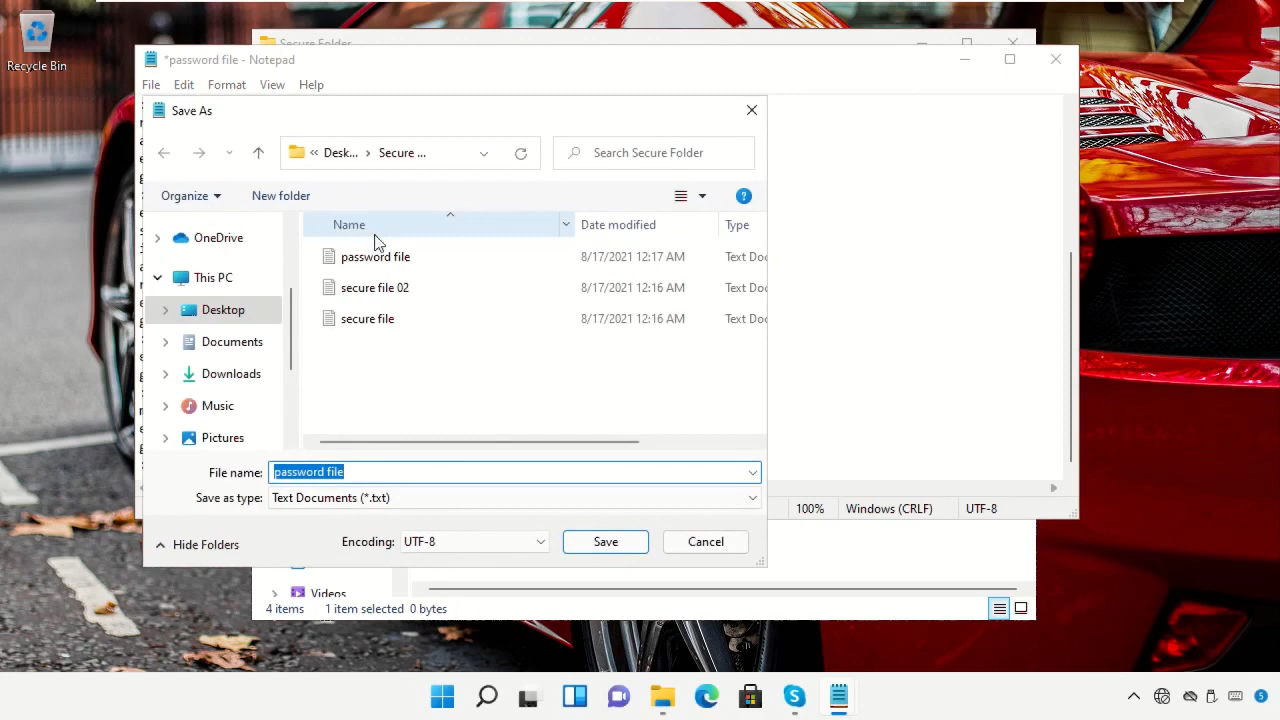 Recycle Bin
Secure Folder
*password file - Notepad
File Edit Format View Help
Save As
« Desk... › Secure ...
Search Secure Folder
Organize
New folder
Name
Date modified
Type
OneDrive
This PC
Desktop
Documents
Downloads
Music
Pictures
password file 8/17/2021 12:17 AM Text Doc
secure file 02 8/17/2021 12:16 AM Text Doc
secure file 8/17/2021 12:16 AM Text Doc
File name: password file
Save as type: Text Documents (*.txt)
100% Windows (CRLF) UTF-8
Hide Folders
Encoding: UTF-8
Save
Cancel
Videos
4 items 1 item selected 0 bytes
5